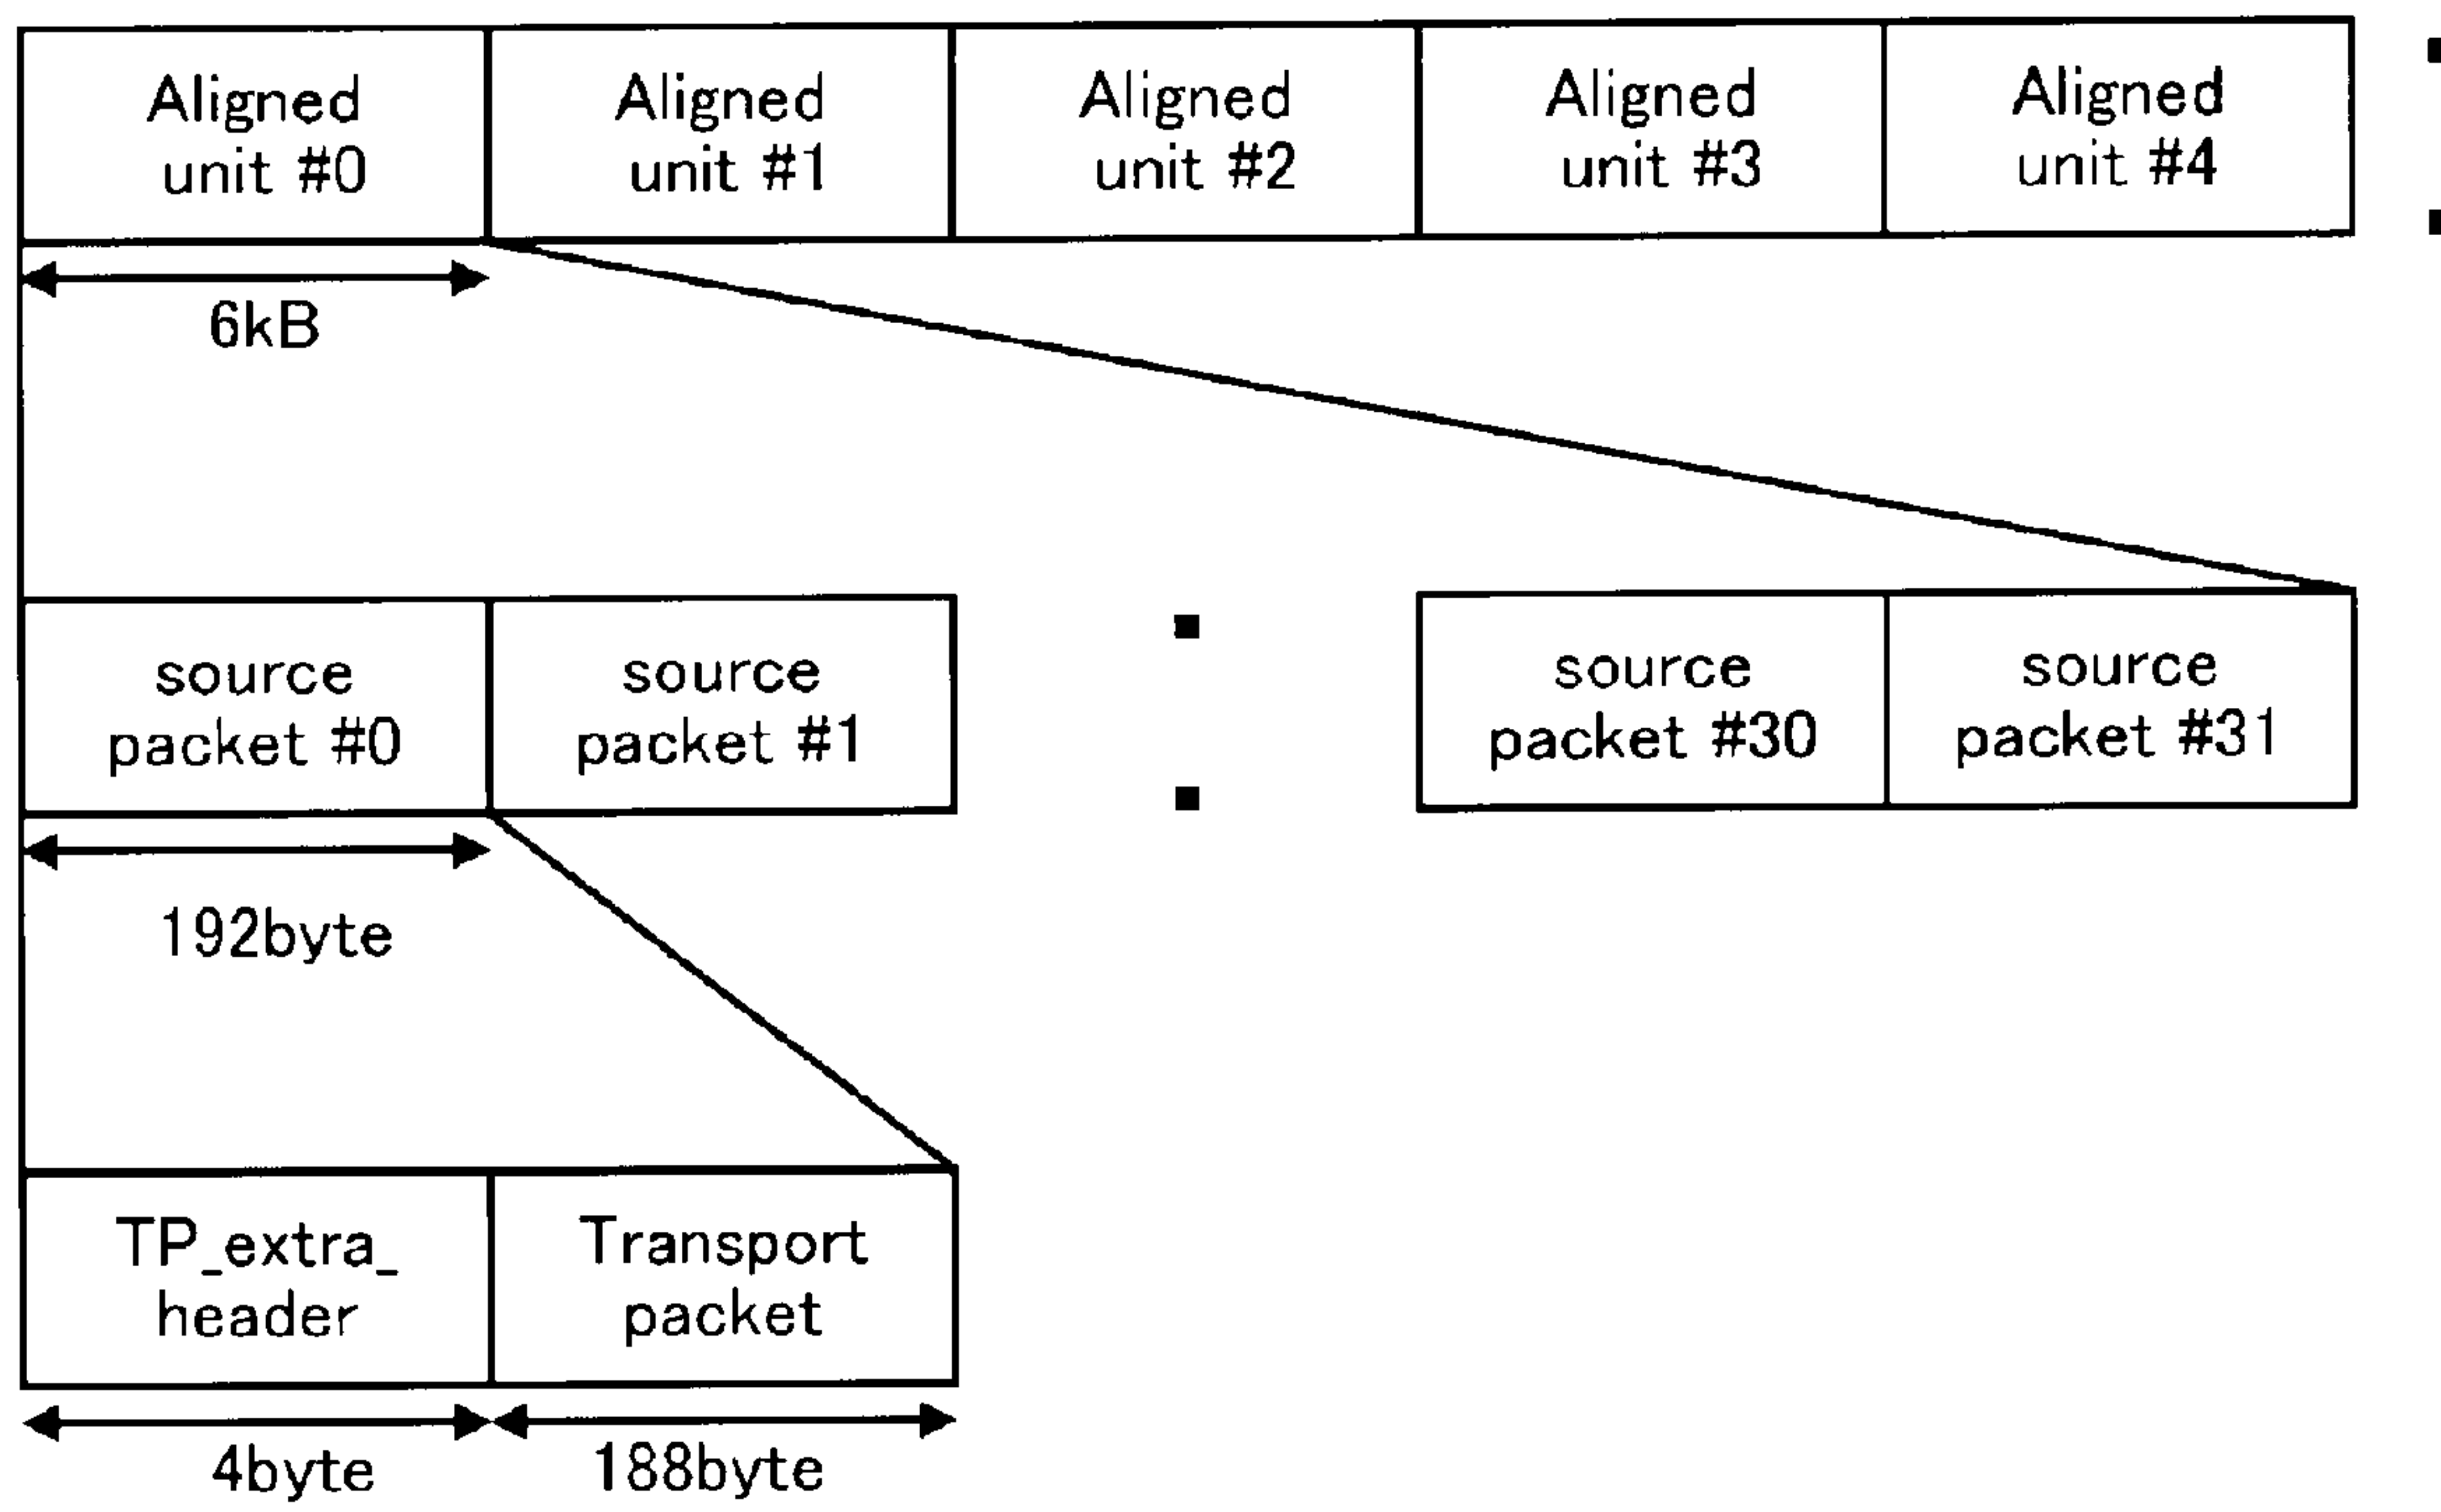 Aligned
unit #0
Aligned
unit #1
Aligned
unit #2
Aligned
unit #3
Aligned
unit #4
6kB
source
packet #0
source
packet #1
source
packet #30
source
packet #31
192byte
TP_extra_
header
Transport
packet
4byte
188byte